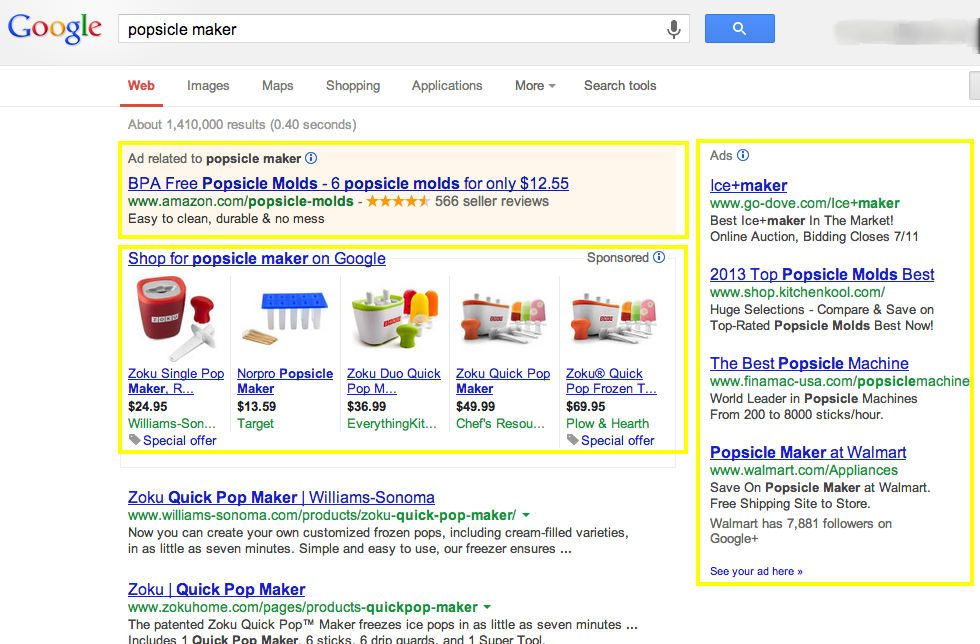 Google
popsicle maker
Web Images Maps Shopping Applications More Search tools
About 1,410,000 results (0.40 seconds)
Ad related to popsicle maker
BPA Free Popsicle Molds - 6 popsicle molds for only $12.55
www.amazon.com/popsicle-molds - 566 seller reviews
Easy to clean, durable & no mess
Shop for popsicle maker on Google
Sponsored
ZOKU
Zoku Single Pop
Maker, R...
$24.95
Williams-Son...
Special offer
Norpro Popsicle
Maker
$13.59
Target
Zoku Duo Quick
Pop M...
$36.99
EverythingKit...
Zoku Quick Pop
Maker
$49.99
Chef's Resou...
Zoku® Quick
Pop Frozen T...
$69.95
Plow & Hearth
Special offer
Zoku Quick Pop Maker | Williams-Sonoma
www.williams-sonoma.com/products/zoku-quick-pop-maker/
Now you can create your own customized frozen pops, including cream-filled varieties,
in as little as seven minutes. Simple and easy to use, our freezer ensures ...
Zoku | Quick Pop Maker
www.zokuhome.com/pages/products-quickpop-maker
The patented Zoku Quick Pop™ Maker freezes ice pops in as little as seven minutes ...
Includes 1 Quick Pop Maker, 6 sticks, 6 drip guards, and 1 Super Tool.
Ads
Ice+maker
www.go-dove.com/Ice+maker
Best Ice+maker In The Market!
Online Auction, Bidding Closes 7/11
2013 Top Popsicle Molds Best
www.shop.kitchenkool.com/
Huge Selections - Compare & Save on
Top-Rated Popsicle Molds Best Now!
The Best Popsicle Machine
www.finamac-usa.com/popsiclemachine
World Leader in Popsicle Machines
From 200 to 8000 sticks/hour.
Popsicle Maker at Walmart
www.walmart.com/Appliances
Save On Popsicle Maker at Walmart.
Free Shipping Site to Store.
Walmart has 7,881 followers on
Google+
See your ad here »